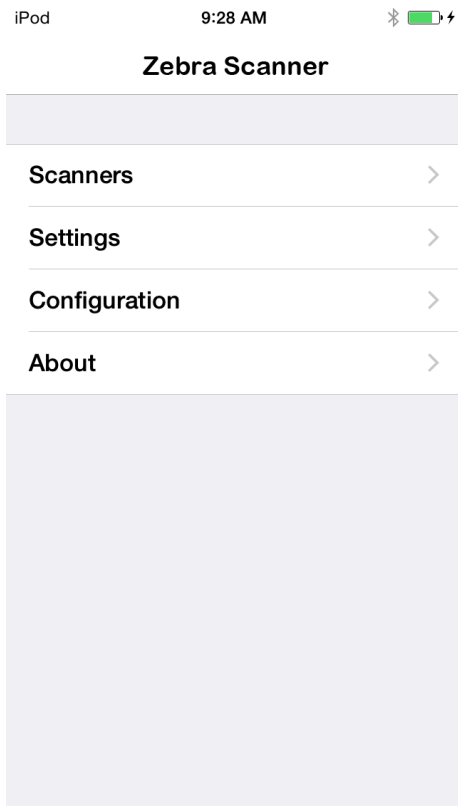 iPod 9:28 AM
Zebra Scanner
Scanners
Settings
Configuration
About